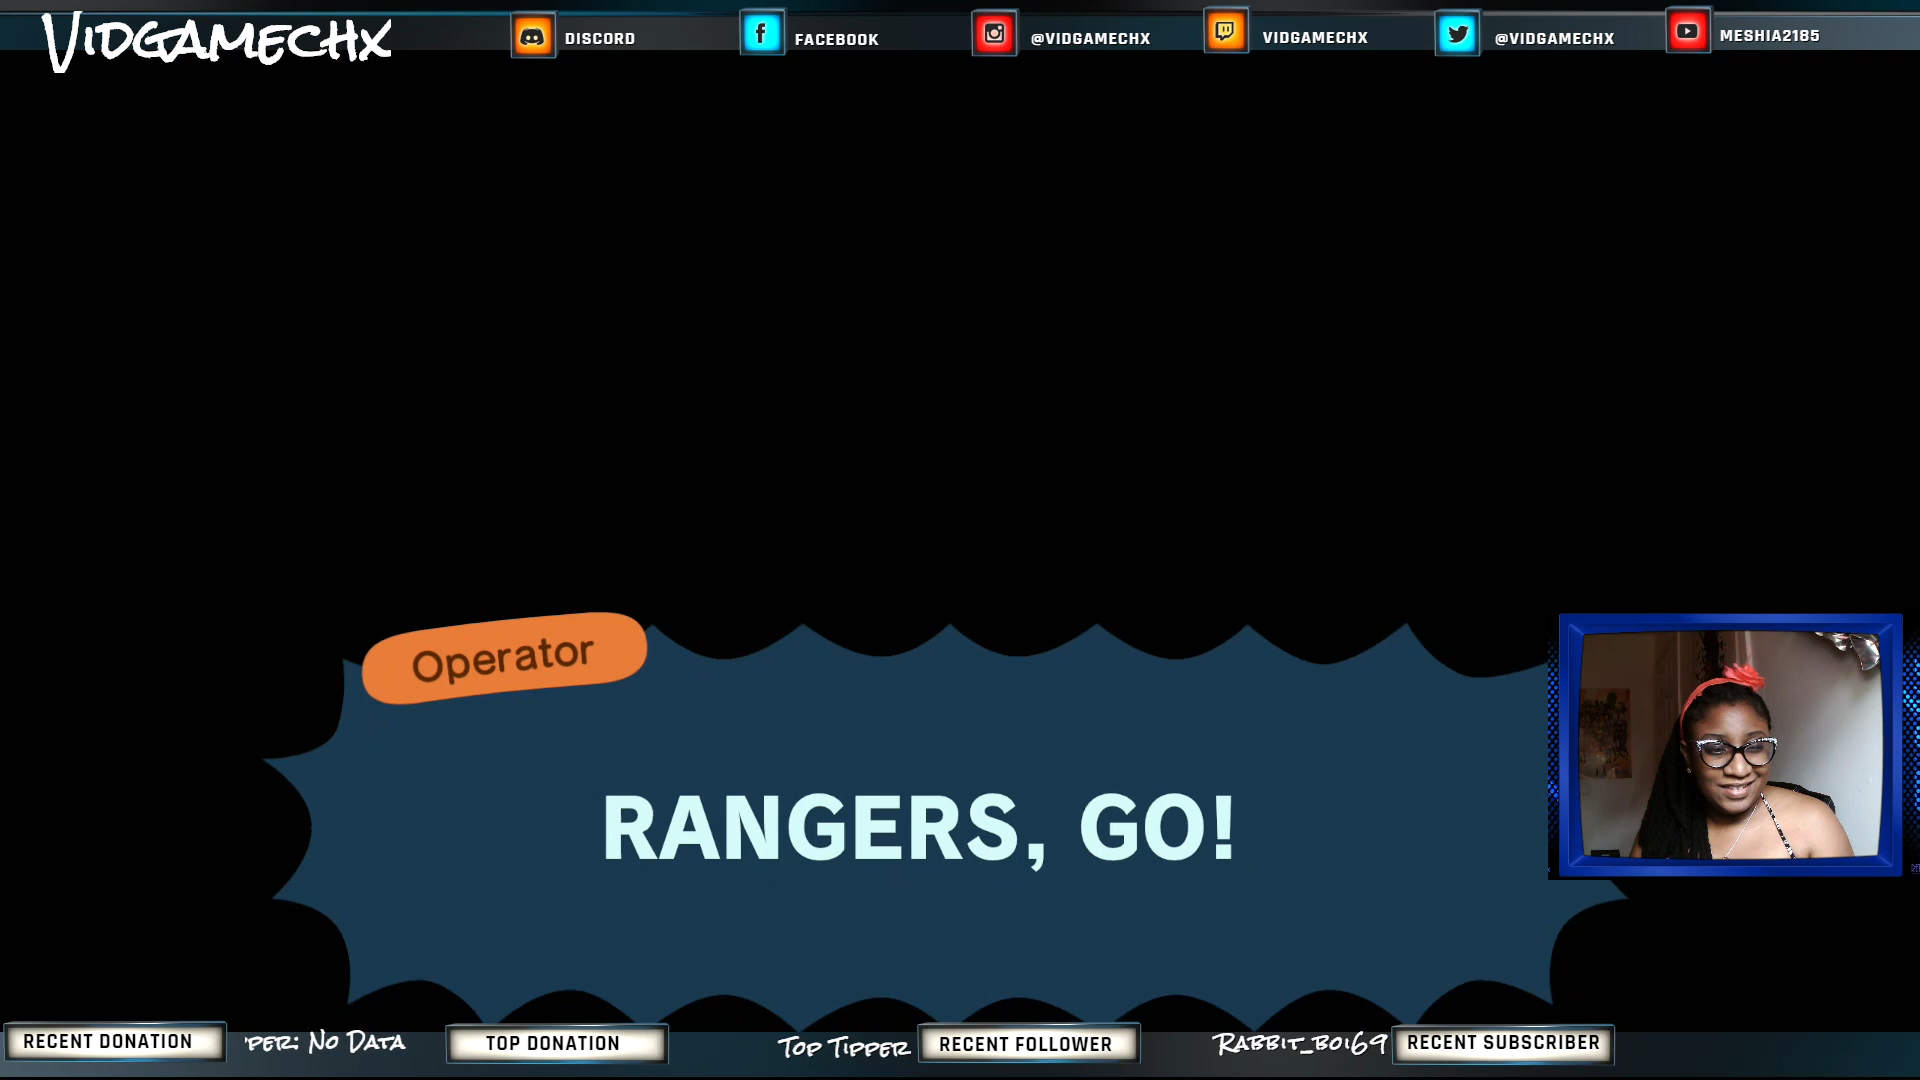 VIDGAMECHX
DISCORD
FACEBOOK
@VIDGAMECHX
VIDGAMECHX
@VIDGAMECHX
MESHIA2185
Operator
RANGERS, GO!
RECENT DONATION
PER: NO DATA
TOP DONATION
TOP TIPPER
RECENT FOLLOWER
RABBIT_BOI69
RECENT SUBSCRIBER